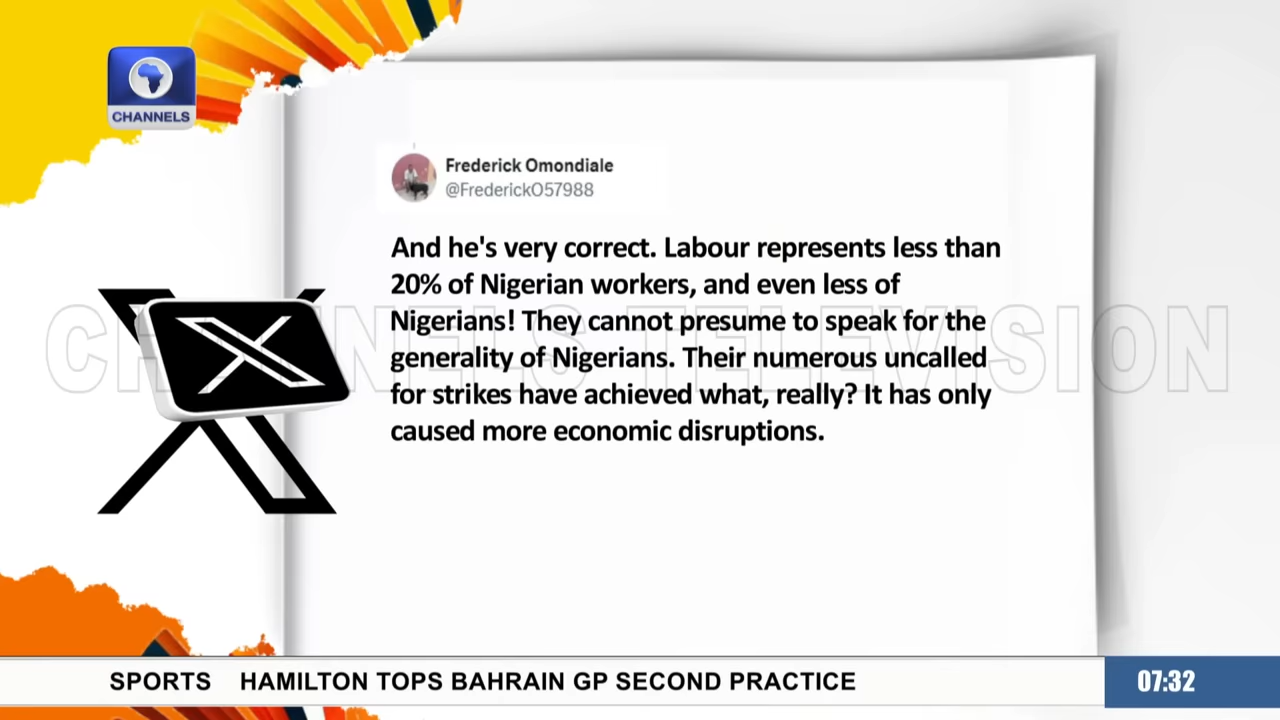 CHANNELS
Frederick Omondiale
@FrederickO57988
And he's very correct. Labour represents less than
20% of Nigerian workers, and even less of
Nigerians! They cannot presume to speak for the
generality of Nigerians. Their numerous uncalled
for strikes have achieved what, really? It has only
caused more economic disruptions.
CHANNELS TELEVISION
SPORTS HAMILTON TOPS BAHRAIN GP SECOND PRACTICE
07:32